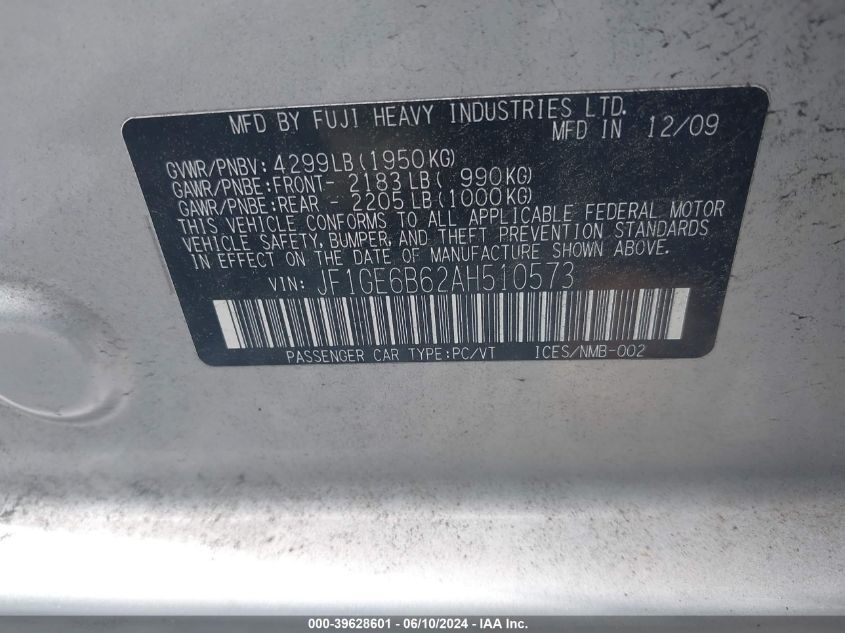 MFD BY FUJI HEAVY INDUSTRIES LTD.
MFD IN 12/09
GVWR/PNBV: 4299LB(1950KG)
GAWR/PNBE:FRONT- 2183LB( 990KG)
GAWR/PNBE:REAR - 2205LB(1000KG)
THIS VEHICLE CONFORMS TO ALL APPLICABLE FEDERAL MOTOR
VEHICLE SAFETY, BUMPER, AND THEFT PREVENTION STANDARDS
IN EFFECT ON THE DATE OF MANUFACTURE SHOWN ABOVE.
VIN: JF1GE6B62AH510573
PASSENGER CAR TYPE:PC/VT ICES/NMB-002
000-39628601 - 06/10/2024 - IAA Inc.